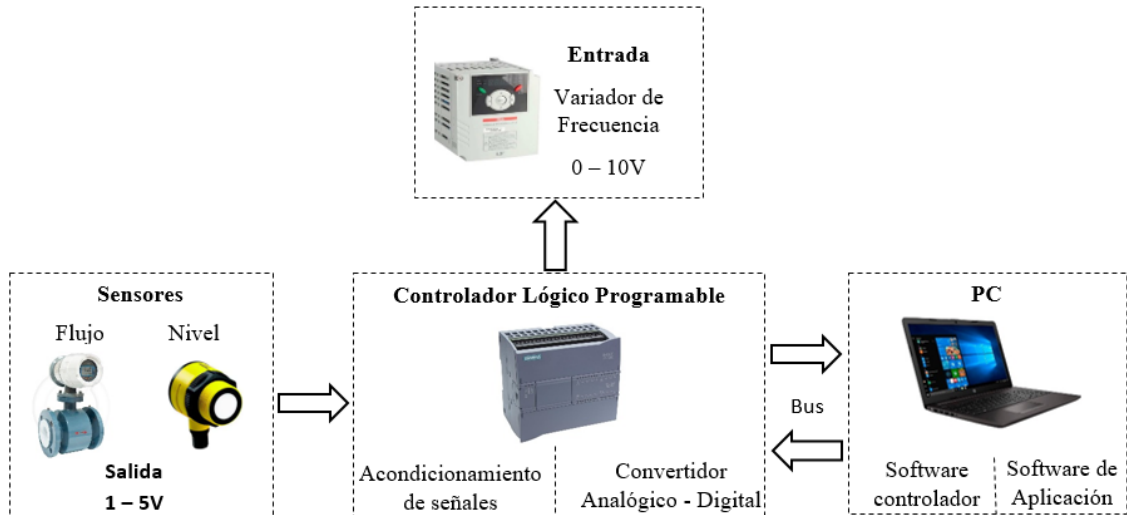 Entrada
Variador de
Frecuencia
0 – 10V
Sensores
Flujo
Nivel
Salida
1 – 5V
Controlador Lógico Programable
SIEMENS
Acondicionamiento
de señales
Convertidor
Analógico - Digital
Bus
PC
Software
controlador
Software de
Aplicación